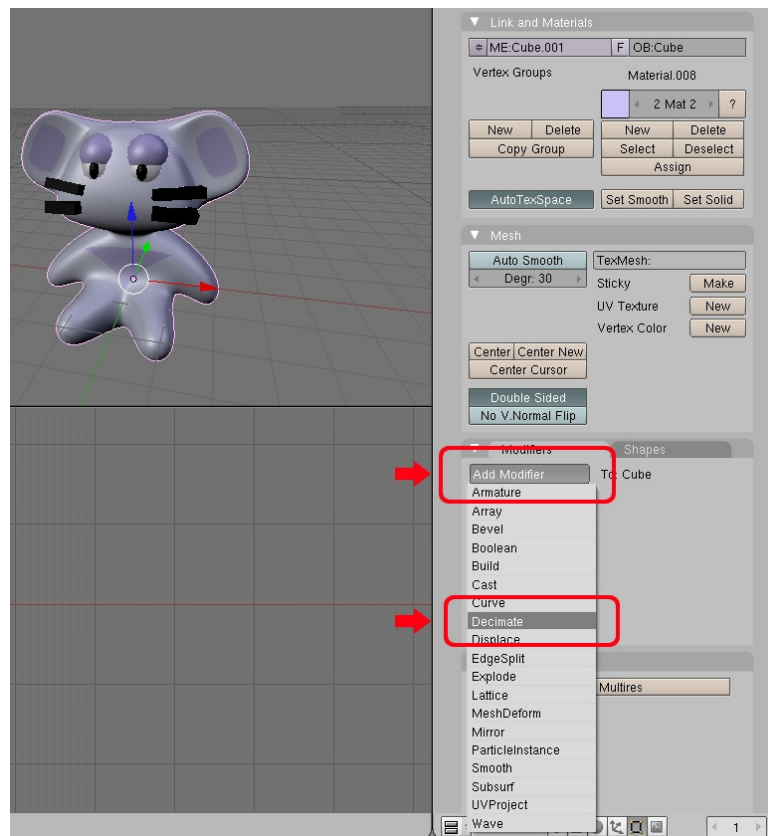 Link and Materials
ME:Cube.001 F OB:Cube
Vertex Groups
Material.008
2 Mat 2 ?
New Delete New Delete
Copy Group Select Deselect
Assign
AutoTexSpace Set Smooth Set Solid
Mesh
Auto Smooth TexMesh:
Degr: 30 Sticky Make
UV Texture New
Vertex Color New
Center Center New
Center Cursor
Double Sided
No V.Normal Flip
Modifiers Shapes
Add Modifier To: Cube
Armature
Array
Bevel
Boolean
Build
Cast
Curve
Decimate
Displace
EdgeSplit
Explode
Lattice Multires
MeshDeform
Mirror
ParticleInstance
Smooth
Subsurf
UVProject
Wave 1